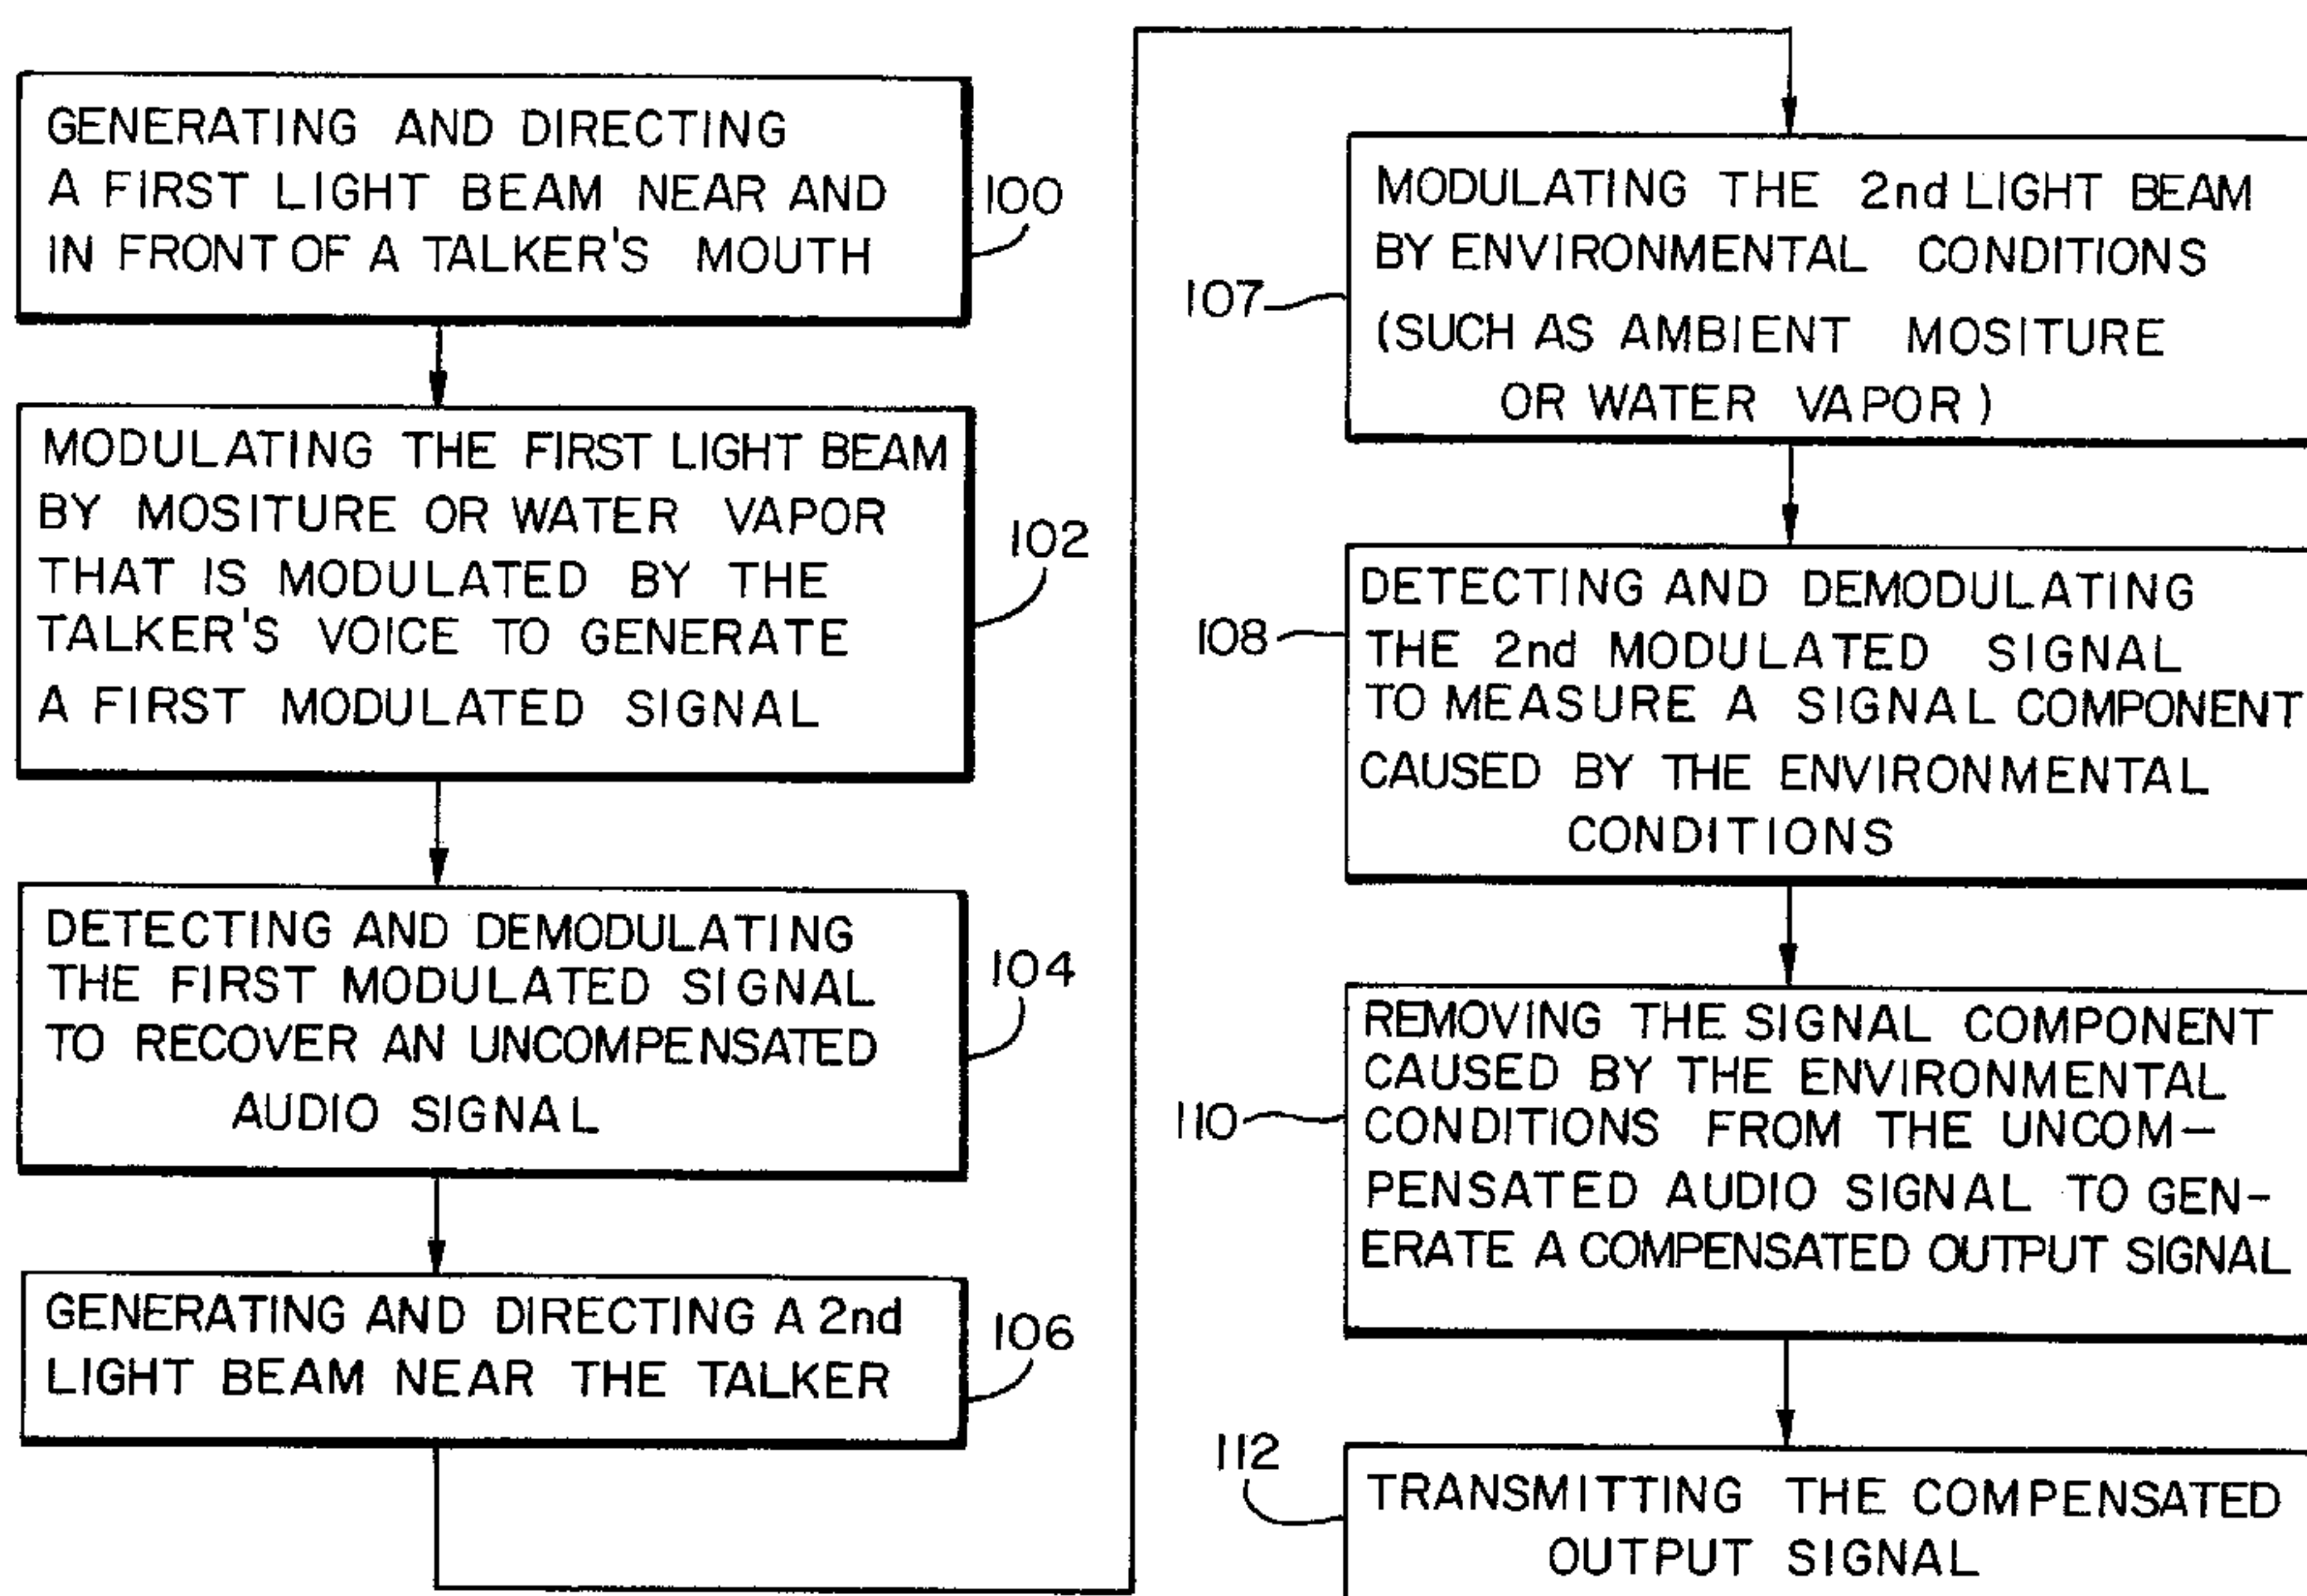 GENERATING AND DIRECTING
A FIRST LIGHT BEAM NEAR AND
IN FRONT OF A TALKER'S MOUTH
100
MODULATING THE FIRST LIGHT BEAM
BY MOSITURE OR WATER VAPOR
THAT IS MODULATED BY THE
TALKER'S VOICE TO GENERATE
A FIRST MODULATED SIGNAL
102
DETECTING AND DEMODULATING
THE FIRST MODULATED SIGNAL
TO RECOVER AN UNCOMPENSATED
AUDIO SIGNAL
104
GENERATING AND DIRECTING A 2nd
LIGHT BEAM NEAR THE TALKER
106
MODULATING THE 2nd LIGHT BEAM
BY ENVIRONMENTAL CONDITIONS
(SUCH AS AMBIENT MOSITURE
OR WATER VAPOR)
107
DETECTING AND DEMODULATING
THE 2nd MODULATED SIGNAL
TO MEASURE A SIGNAL COMPONENT
CAUSED BY THE ENVIRONMENTAL
CONDITIONS
108
REMOVING THE SIGNAL COMPONENT
CAUSED BY THE ENVIRONMENTAL
CONDITIONS FROM THE UNCOM-
PENSATED AUDIO SIGNAL TO GEN-
ERATE A COMPENSATED OUTPUT SIGNAL
110
TRANSMITTING THE COMPENSATED
OUTPUT SIGNAL
112